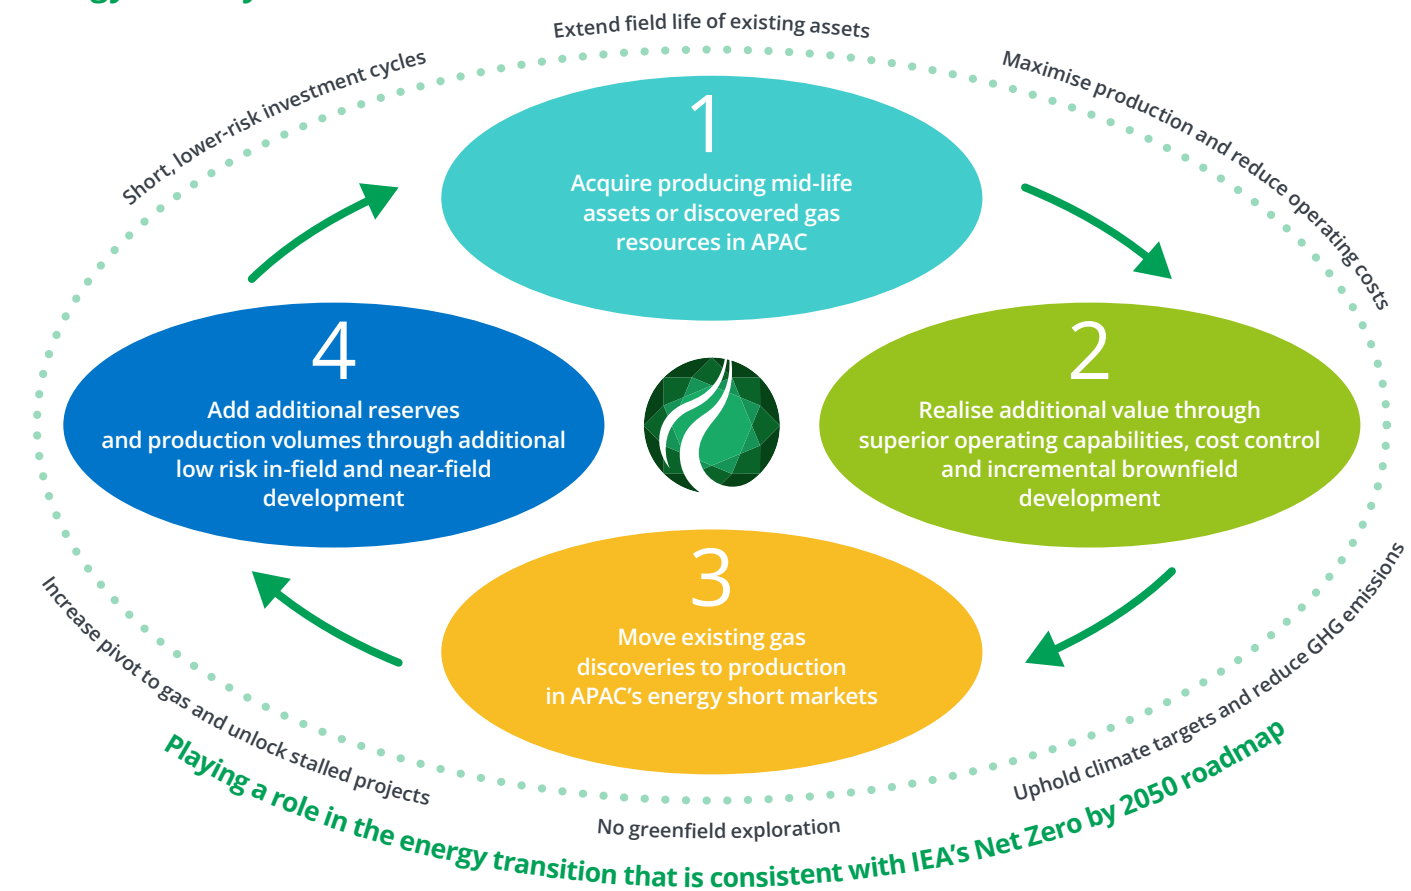 Extend field life of existing assets
Short, lower-risk investment cycles
Maximise production and reduce operating costs
1
Acquire producing mid-life
assets or discovered gas
resources in APAC
4
Add additional reserves
and production volumes through additional
low risk in-field and near-field
development
2
Realise additional value through
superior operating capabilities, cost control
and incremental brownfield
development
3
Move existing gas
discoveries to production
in APAC’s energy short markets
Increase pivot to gas and unlock stalled projects
Uphold climate targets and reduce GHG emissions
No greenfield exploration
Playing a role in the energy transition that is consistent with IEA’s Net Zero by 2050 roadmap